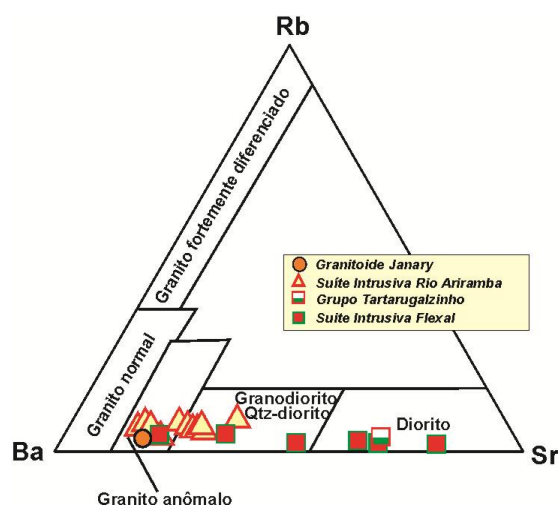 Rb
Granito fortemente diferenciado
Granitoide Janary
Suíte Intrusiva Rio Ariramba
Grupo Tartarugalzinho
Suite Intrusiva Flexal
Granito normal
Granodiorito
Qtz-diorito
Diorito
Ba
Sr
Granito anômalo